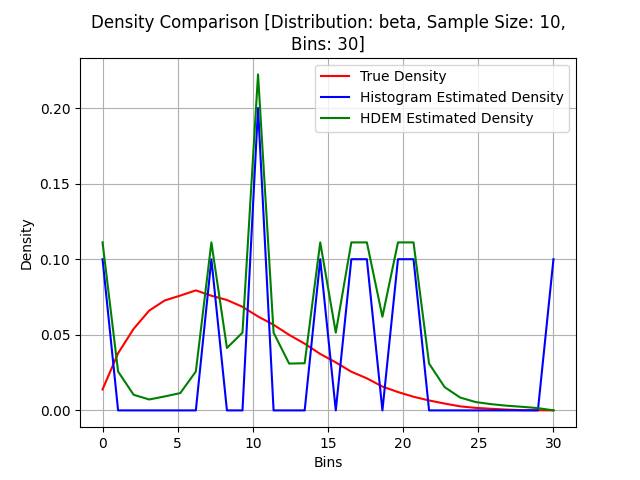 Density Comparison [Distribution: beta, Sample Size: 10,
Bins: 30]
True Density
Histogram Estimated Density
HDEM Estimated Density
Density
0.20
0.15
0.10
0.05
0.00
0 5 10 15 20 25 30
Bins